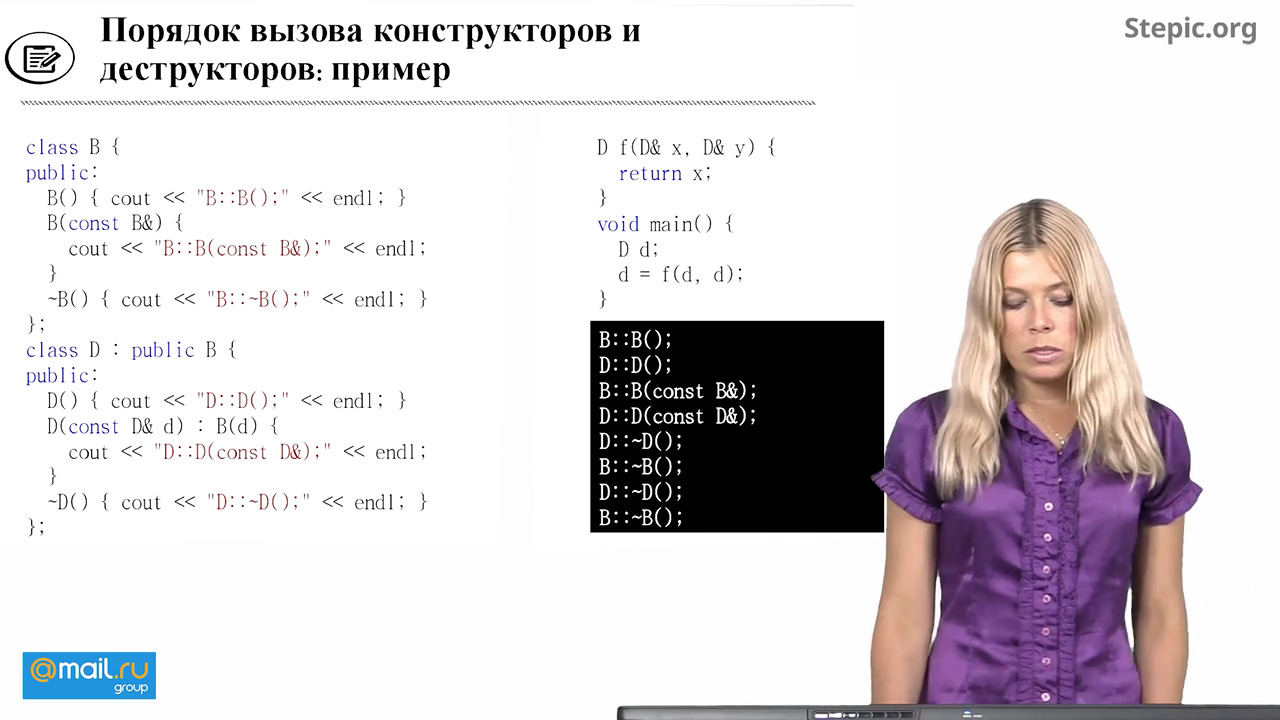 Порядок вызова конструкторов и
деструкторов: пример
Stepic.org
class B {
public:
B() { cout << "B::B();" << endl; }
B(const B&) {
cout << "B::B(const B&);" << endl;
}
~B() { cout << "B::~B();" << endl; }
};
class D : public B {
public:
D() { cout << "D::D();" << endl; }
D(const D& d) : B(d) {
cout << "D::D(const D&);" << endl;
}
~D() { cout << "D::~D();" << endl; }
};
D f(D& x, D& y) {
return x;
}
void main() {
D d;
d = f(d, d);
}
B::B();
D::D();
B::B(const B&);
D::D(const D&);
D::~D();
B::~B();
D::~D();
B::~B();
@mail.ru
group